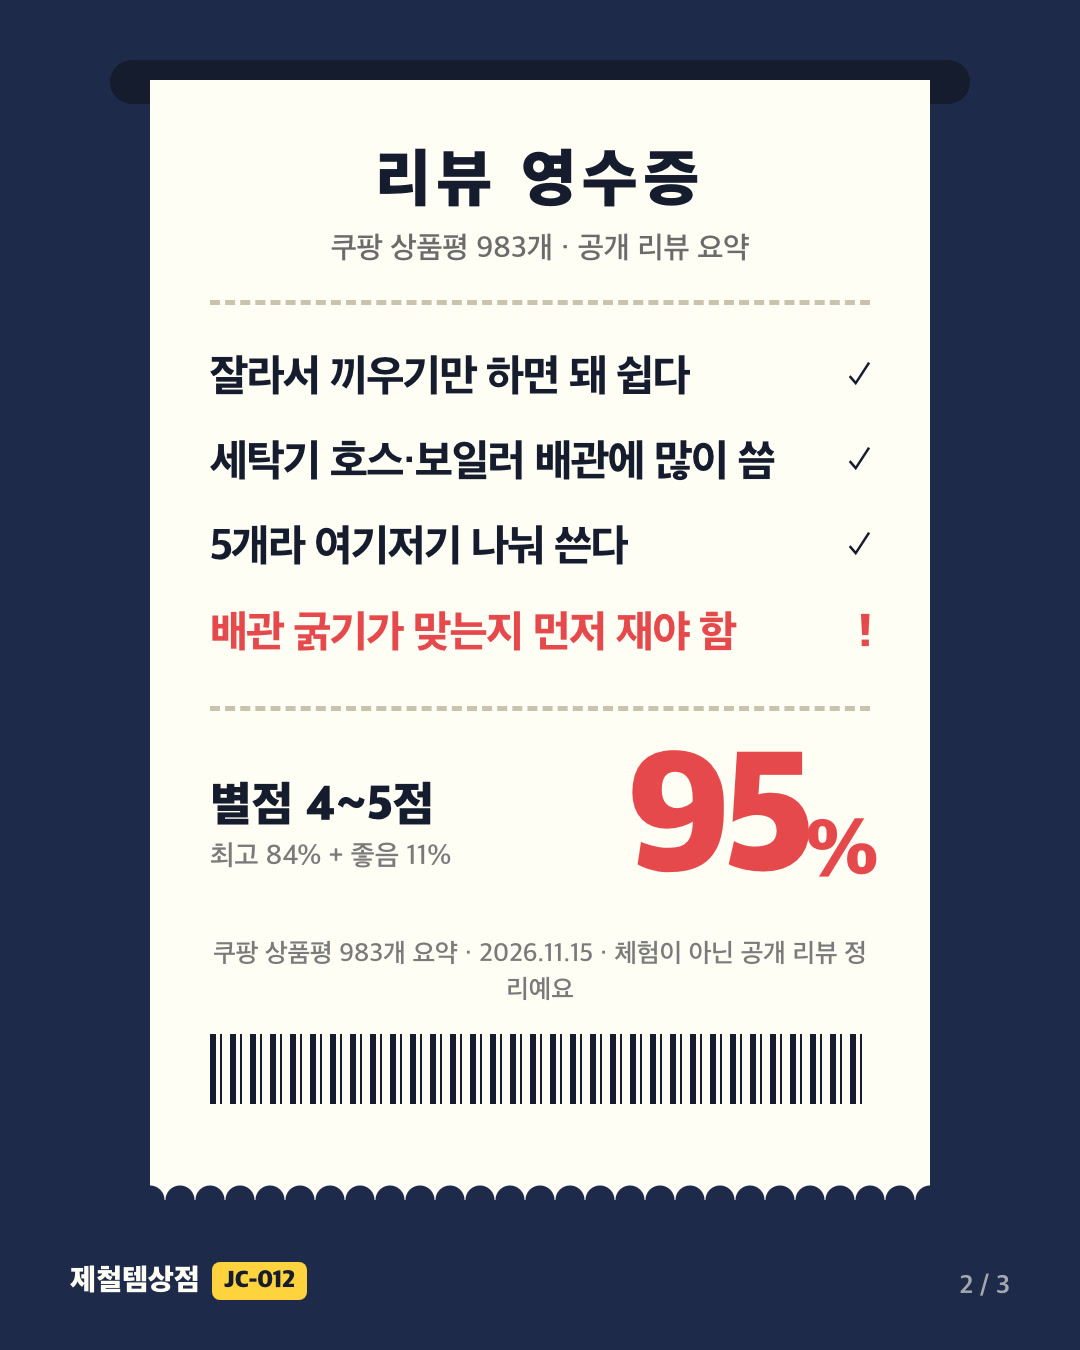 리뷰 영수증
쿠팡 상품평 983개 · 공개 리뷰 요약
잘라서 끼우기만 하면 돼 쉽다 ✓
세탁기 호스·보일러 배관에 많이 씀 ✓
5개라 여기저기 나눠 쓴다 ✓
배관 굵기가 맞는지 먼저 재야 함 !
별점 4~5점
최고 84% + 좋음 11%
95%
쿠팡 상품평 983개 요약 · 2026.11.15 · 체험이 아닌 공개 리뷰 정
리예요
제철템상점 JC-012
2 / 3